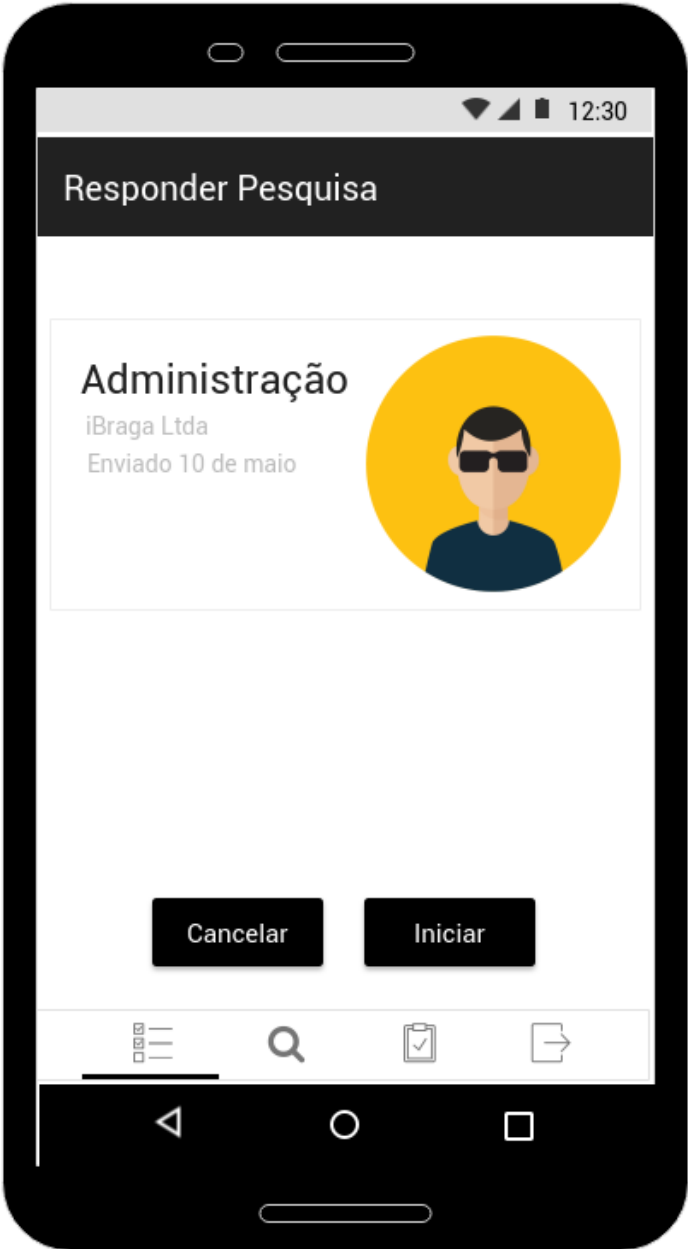 12:30
Responder Pesquisa
Administração
iBraga Ltda
Enviado 10 de maio
Cancelar
Iniciar